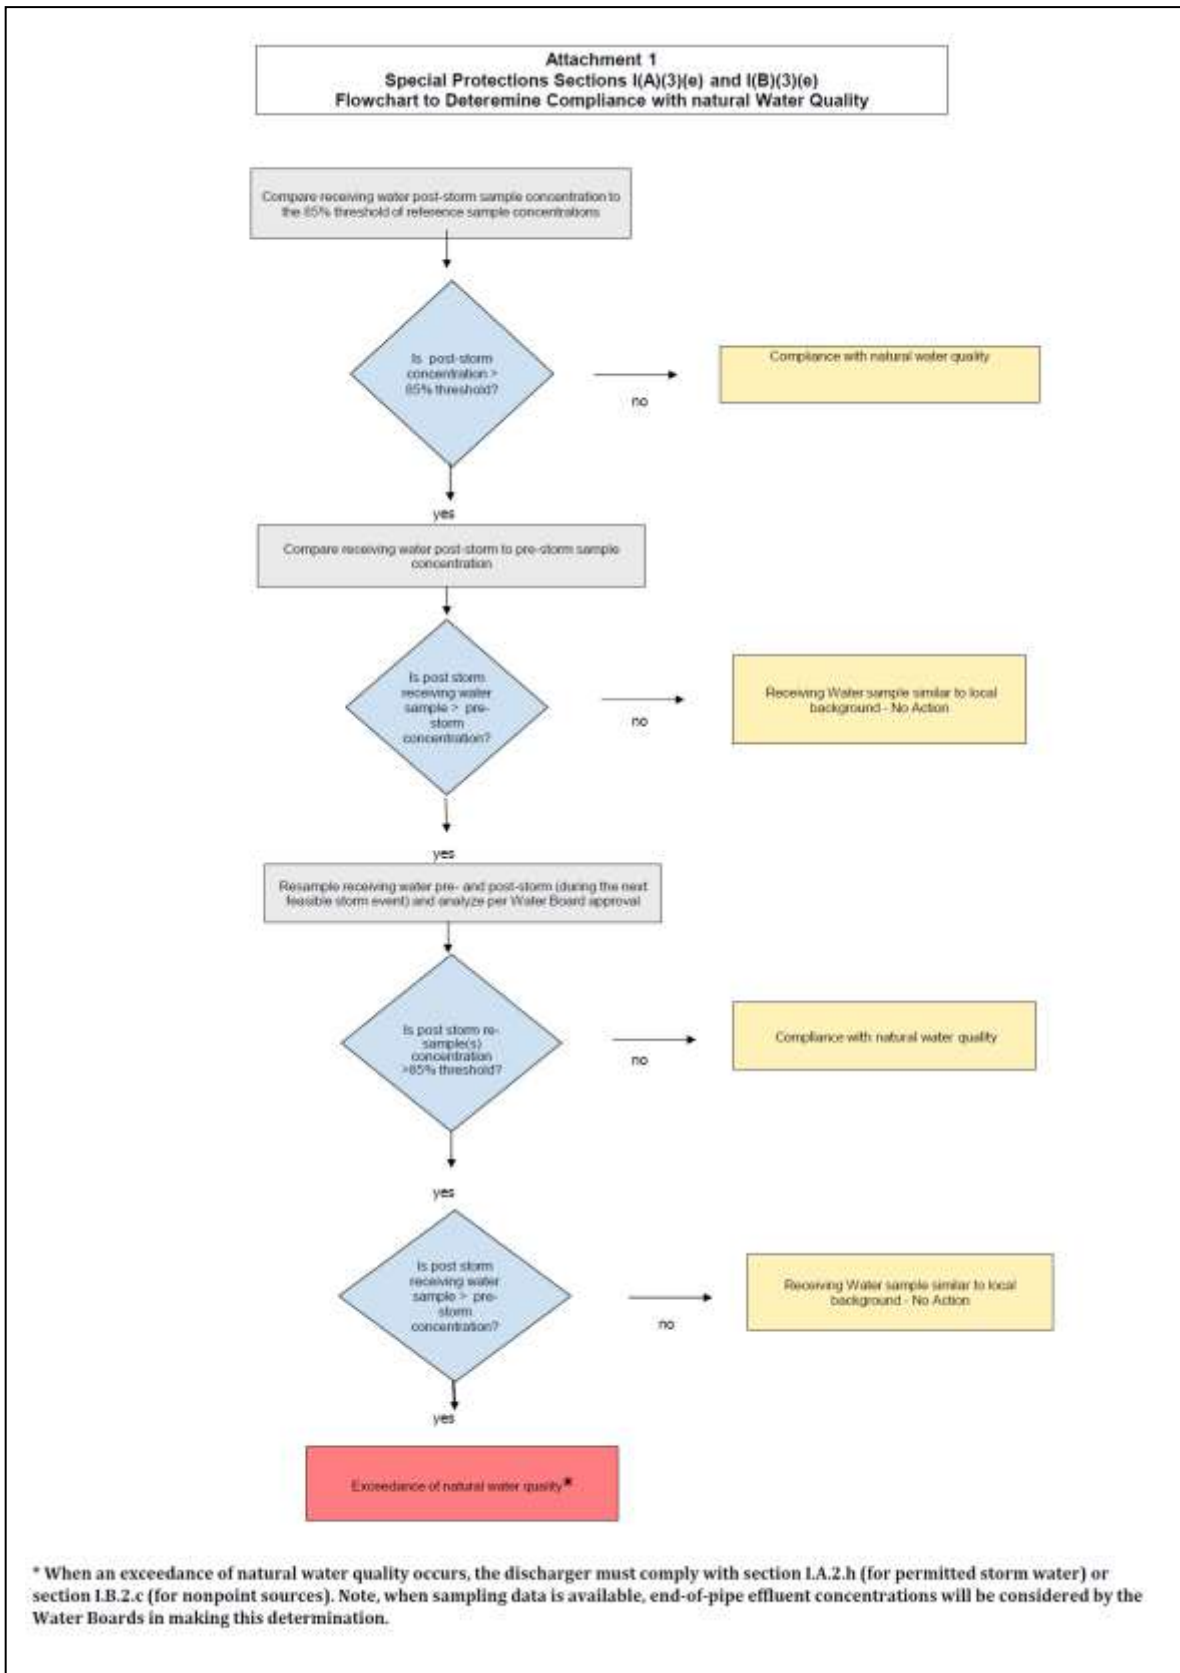 Attachment 1
Special Protections Sections I(A)(3)(e) and I(B)(3)(e)
Flowchart to Deteremine Compliance with natural Water Quality
Compare receiving water post-storm sample concentration to
the 85% threshold of reference sample concentrations
Is post-storm
concentration >
85% threshold?
no
Compliance with natural water quality
yes
Compare receiving water post-storm to pre-storm sample
concentration
Is post storm
receiving water
sample > pre-
storm
concentration?
no
Receiving Water sample similar to local
background - No Action
yes
Resample receiving water pre- and post-storm (during the next
feasible storm event) and analyze per Water Board approval
Is post storm re-
sample(s)
concentration
>85% threshold?
no
Compliance with natural water quality
yes
Is post storm
receiving water
sample > pre-
storm
concentration?
no
Receiving Water sample similar to local
background - No Action
yes
Exceedance of natural water quality*
* When an exceedance of natural water quality occurs, the discharger must comply with section I.A.2.h (for permitted storm water) or
section I.B.2.c (for nonpoint sources). Note, when sampling data is available, end-of-pipe effluent concentrations will be considered by the
Water Boards in making this determination.